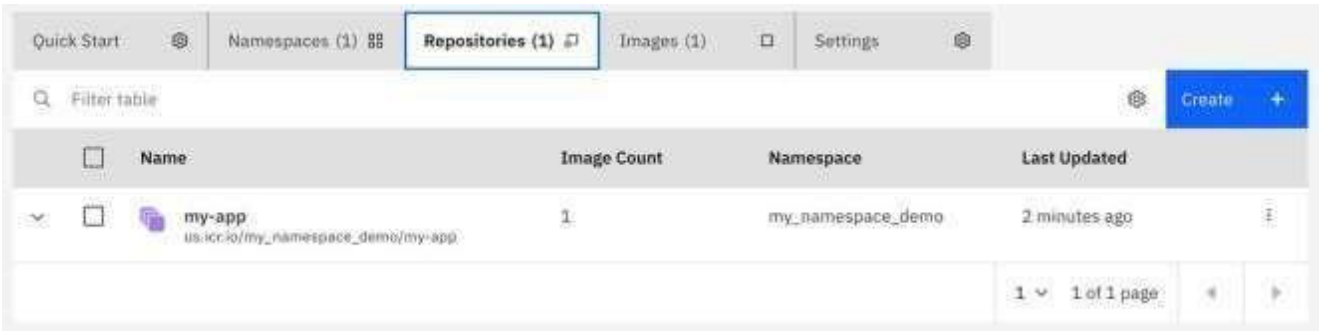 Quick Start Namespaces (1) Repositories (1) Images (1) Settings
Filter table Create +
Name Image Count Namespace Last Updated
my-app 1 my_namespace_demo 2 minutes ago
us.icr.io/my_namespace_demo/my-app
1 1 of 1 page